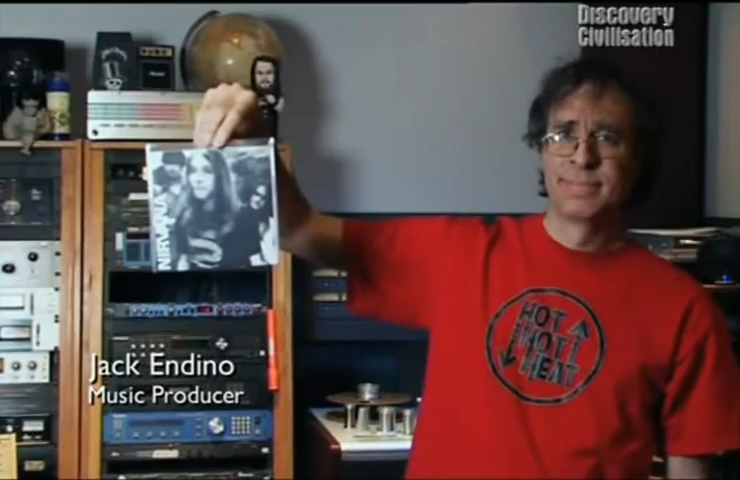 Discovery
Civilisation
NIRVANA
HOT
HOT
HEAT
Jack Endino
Music Producer